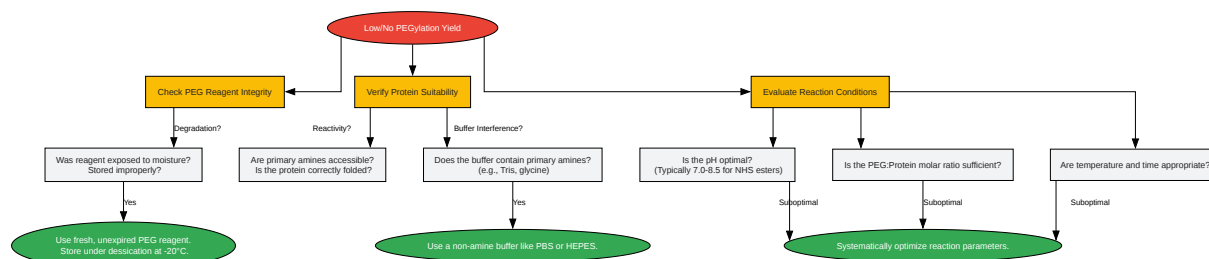 Low/No PEGylation Yield
Check PEG Reagent Integrity
Verify Protein Suitability
Evaluate Reaction Conditions
Degradation?
Reactivity?
Buffer Interference?
Was reagent exposed to moisture?
Stored improperly?
Are primary amines accessible?
Is the protein correctly folded?
Does the buffer contain primary amines?
(e.g., Tris, glycine)
Is the pH optimal?
(Typically 7.0-8.5 for NHS esters)
Is the PEG:Protein molar ratio sufficient?
Are temperature and time appropriate?
Yes
Yes
Suboptimal
Suboptimal
Suboptimal
Use fresh, unexpired PEG reagent.
Store under dessication at -20°C.
Use a non-amine buffer like PBS or HEPES.
Systematically optimize reaction parameters.